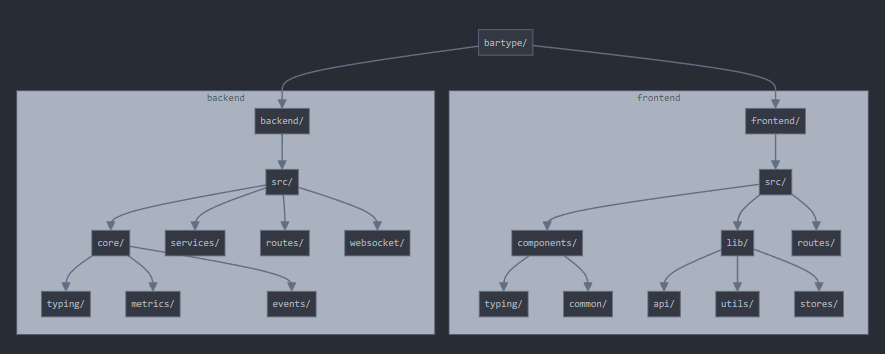 bartype/
backend
frontend
backend/
frontend/
src/
src/
core/
services/
routes/
websocket/
components/
lib/
routes/
typing/
metrics/
events/
typing/
common/
api/
utils/
stores/